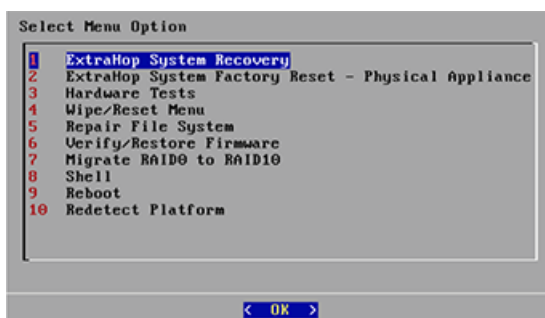 Select Menu Option
1 ExtraHop System Recovery
2 ExtraHop System Factory Reset - Physical Appliance
3 Hardware Tests
4 Wipe/Reset Menu
5 Repair File System
6 Verify/Restore Firmware
7 Migrate RAID0 to RAID10
8 Shell
9 Reboot
10 Redetect Platform
< OK >